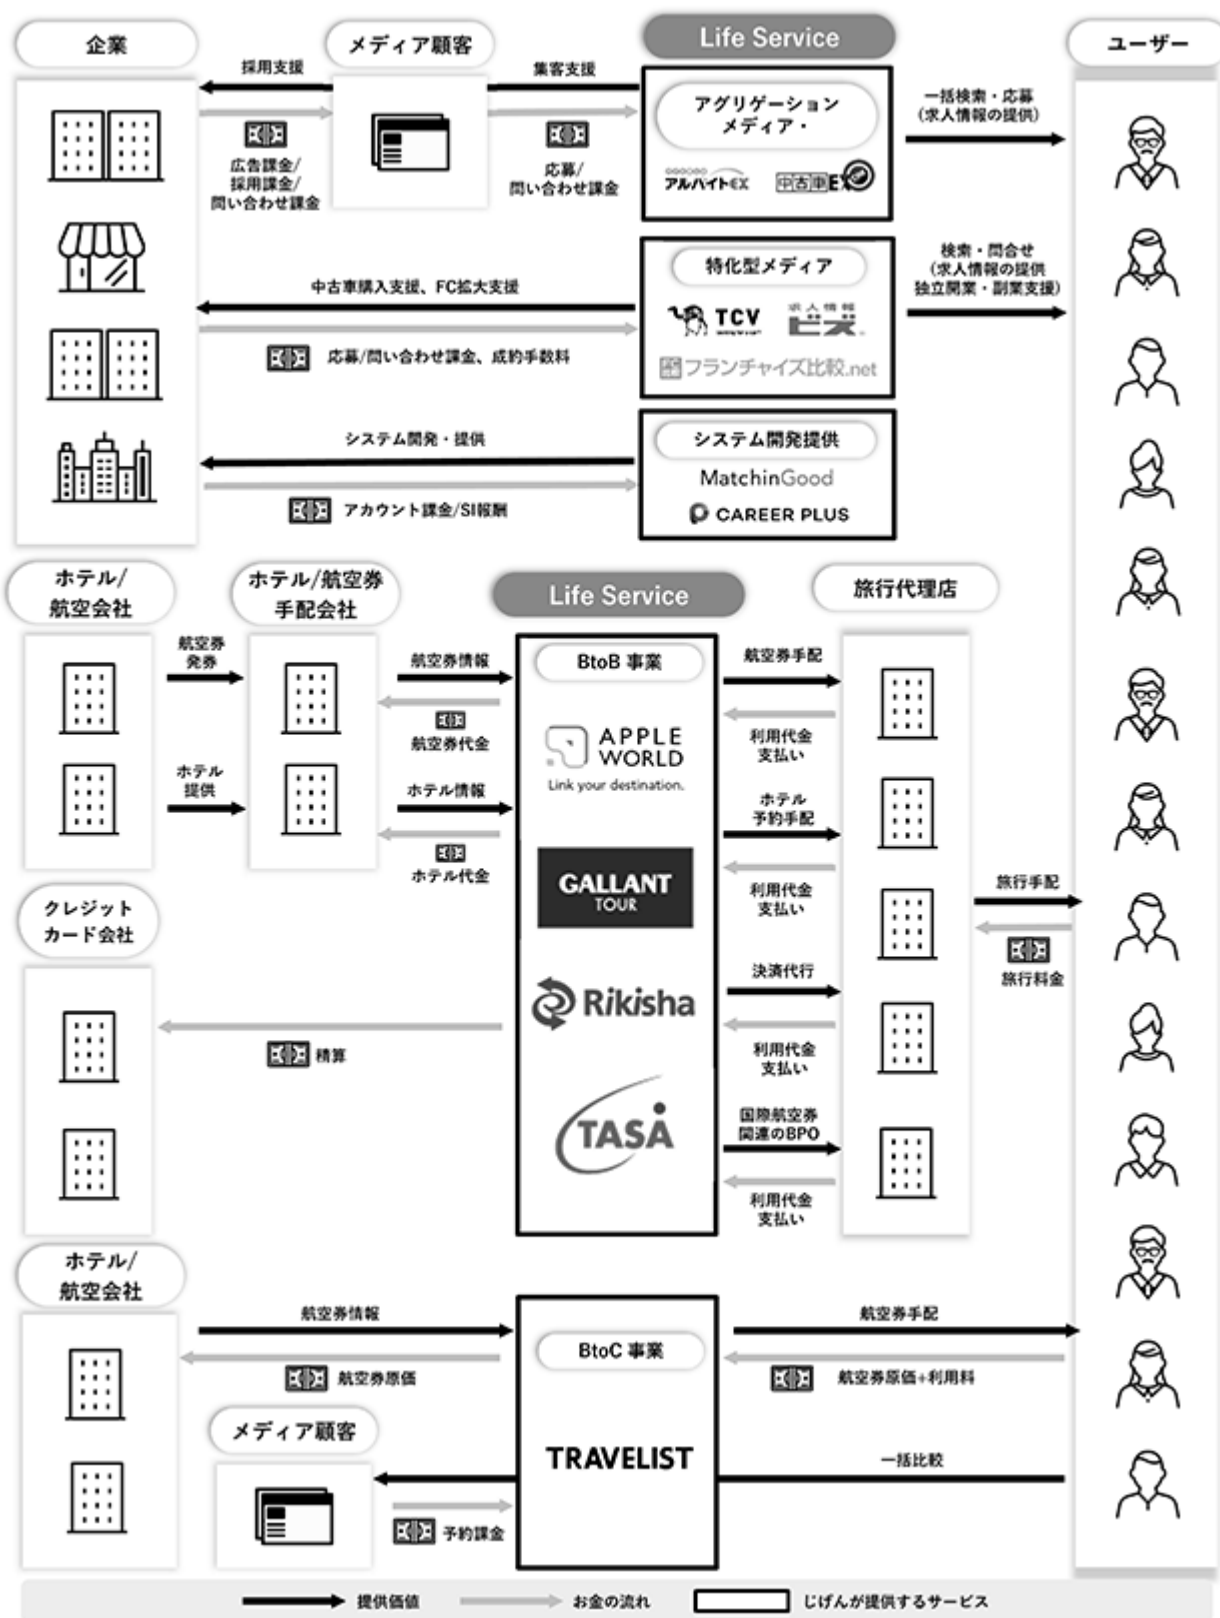 企業
メディア顧客
Life Service
ユーザー
採用支援
集客支援
アグリゲーション
メディア・
一括検索・応募
(求人情報の提供)
広告課金/
採用課金/
問い合わせ課金
応募/
問い合わせ課金
アルバイトEX
中古車EX
特化型メディア
検索・問合せ
(求人情報の提供
独立開業・副業支援)
中古車購入支援、FC拡大支援
TCV
求人情報
ビズ
応募/問い合わせ課金、成約手数料
フランチャイズ比較.net
システム開発・提供
システム開発提供
MatchinGood
アカウント課金/SI報酬
CAREER PLUS
ホテル/
航空会社
ホテル/航空券
手配会社
Life Service
旅行代理店
航空券
発券
航空券情報
BtoB 事業
航空券手配
航空券代金
APPLE
WORLD
Link your destination.
利用代金
支払い
ホテル
提供
ホテル情報
ホテル
予約手配
ホテル代金
GALLANT
TOUR
利用代金
支払い
旅行手配
旅行料金
クレジット
カード会社
決済代行
Rikisha
積算
利用代金
支払い
TASA
国際航空券
関連のBPO
利用代金
支払い
ホテル/
航空会社
航空券情報
BtoC 事業
航空券手配
航空券原価
航空券原価+利用料
メディア顧客
TRAVELIST
一括比較
予約課金
提供価値
お金の流れ
じげんが提供するサービス